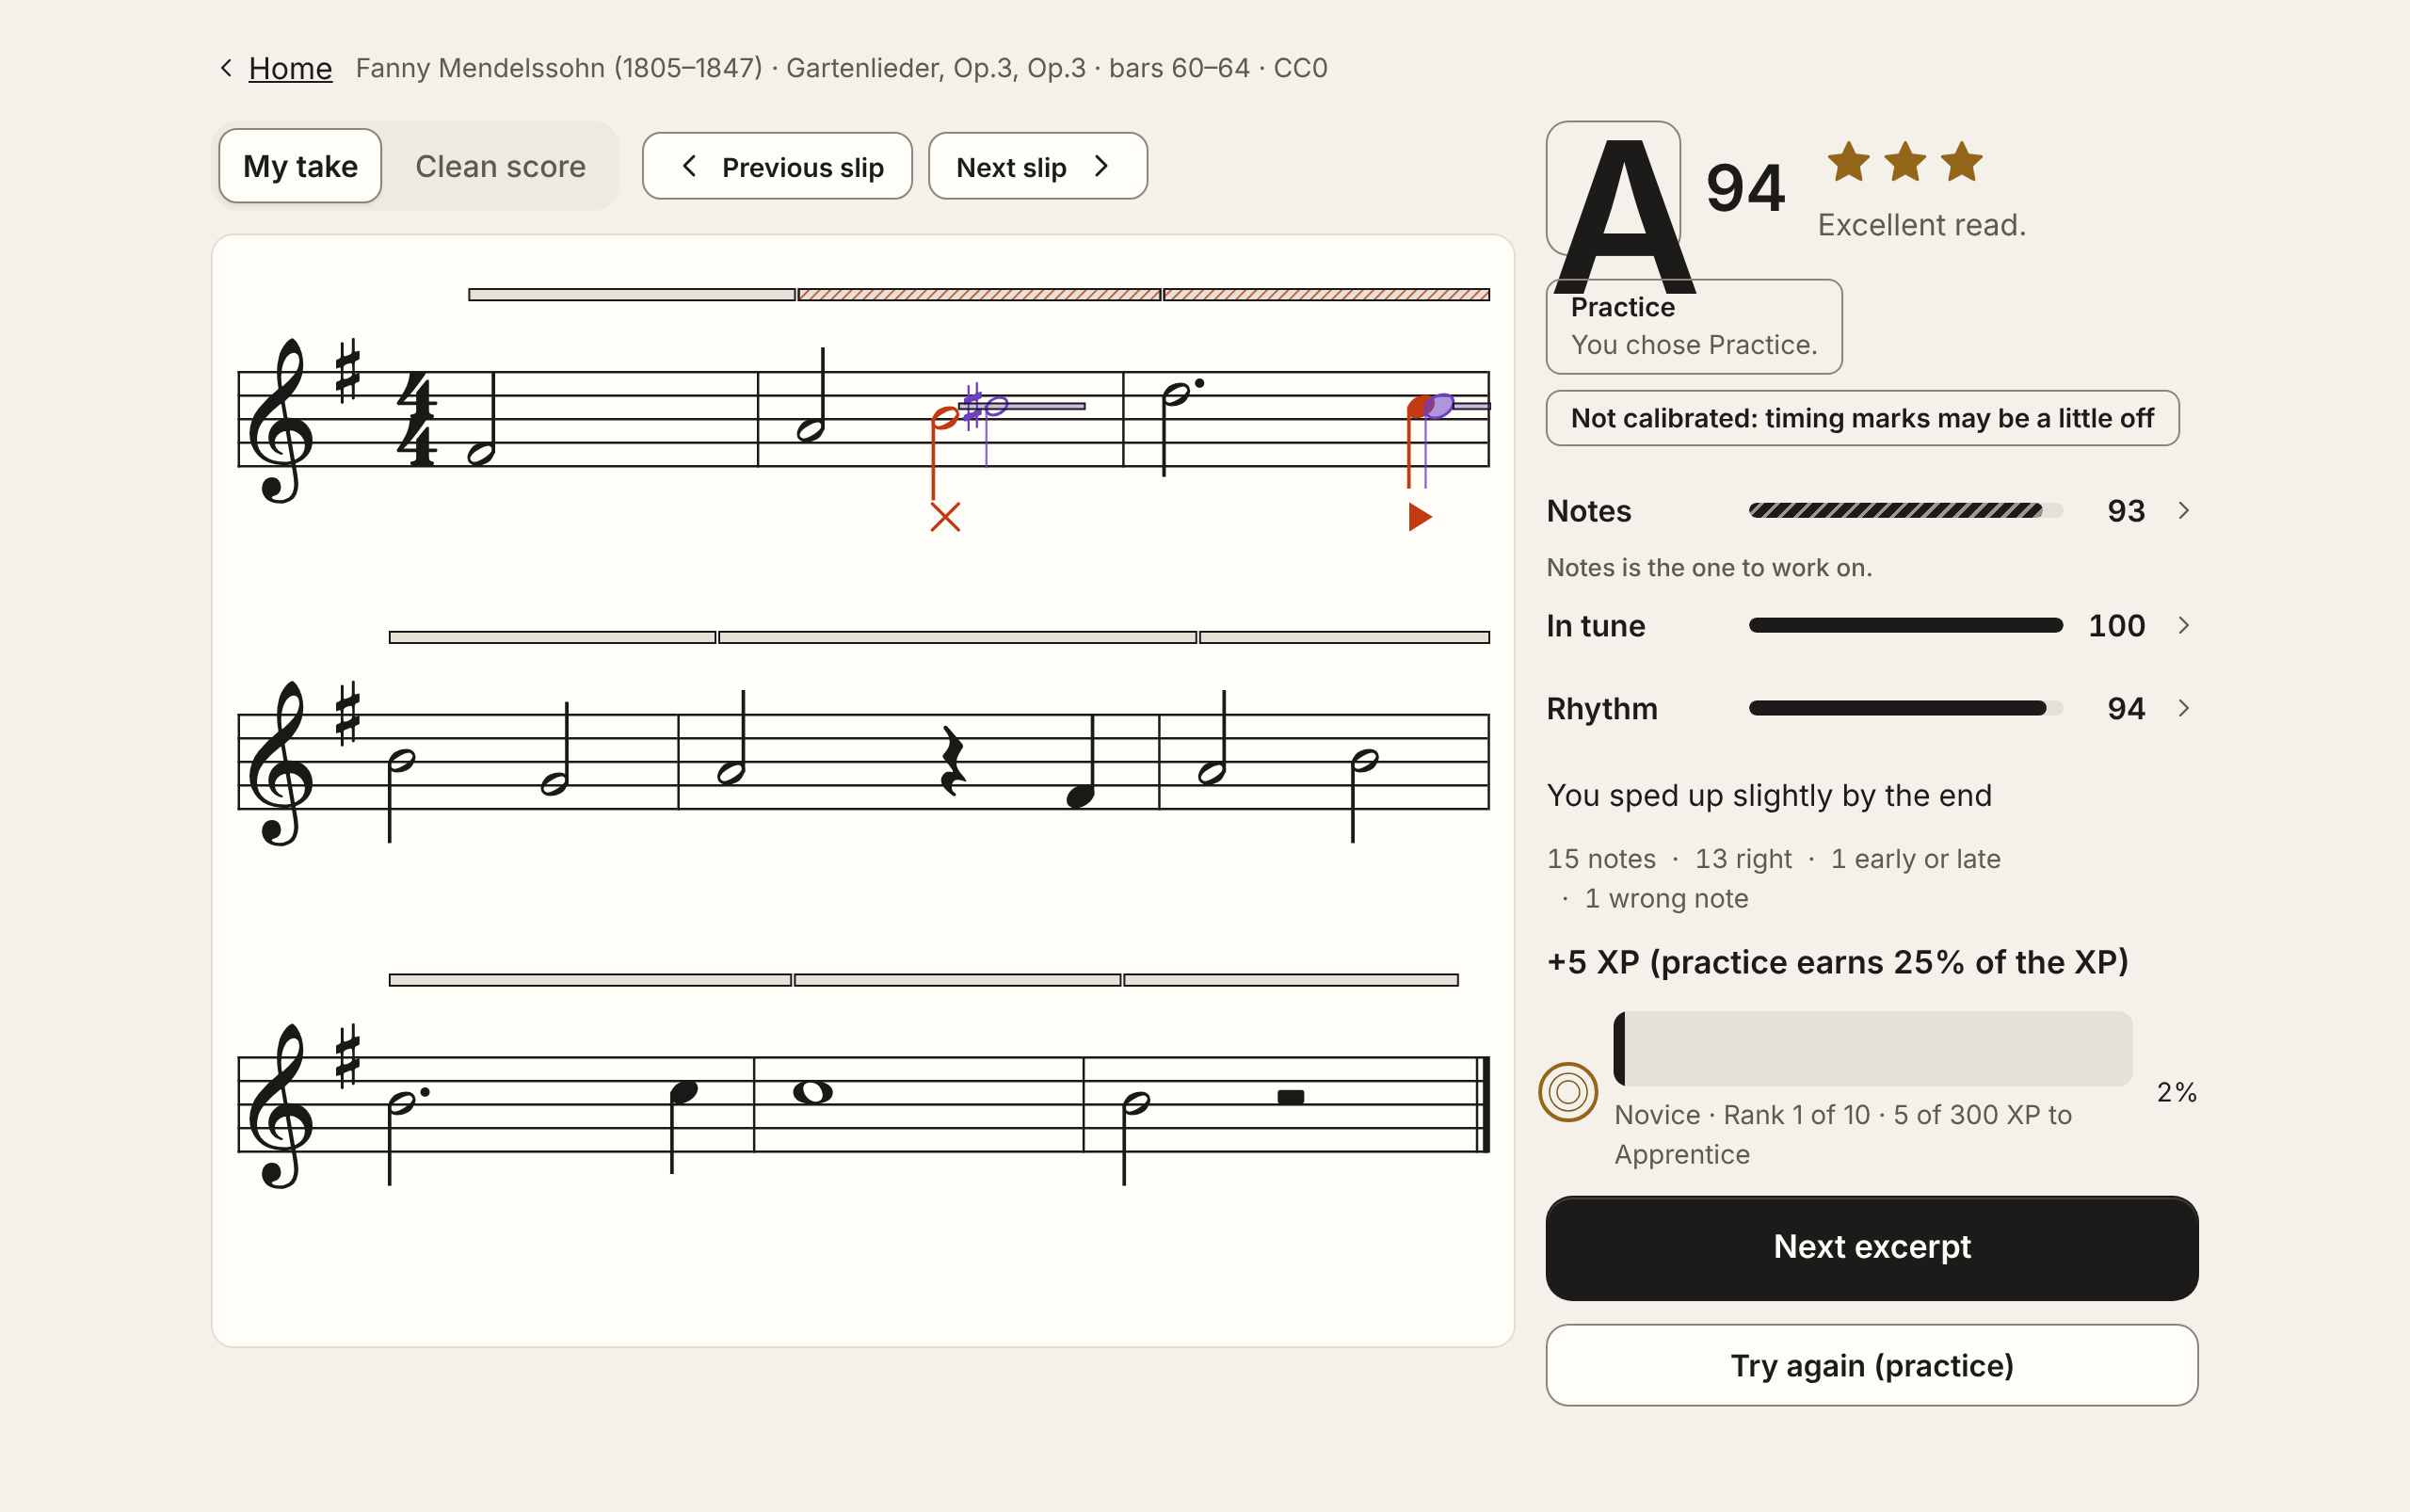 Home Fanny Mendelssohn (1805–1847) · Gartenlieder, Op.3, Op.3 · bars 60–64 · CC0
My take Clean score Previous slip Next slip
A 94
Excellent read.
Practice
You chose Practice.
Not calibrated: timing marks may be a little off
Notes 93
Notes is the one to work on.
In tune 100
Rhythm 94
You sped up slightly by the end
15 notes · 13 right · 1 early or late
· 1 wrong note
+5 XP (practice earns 25% of the XP)
2%
Novice · Rank 1 of 10 · 5 of 300 XP to
Apprentice
Next excerpt
Try again (practice)
4
4